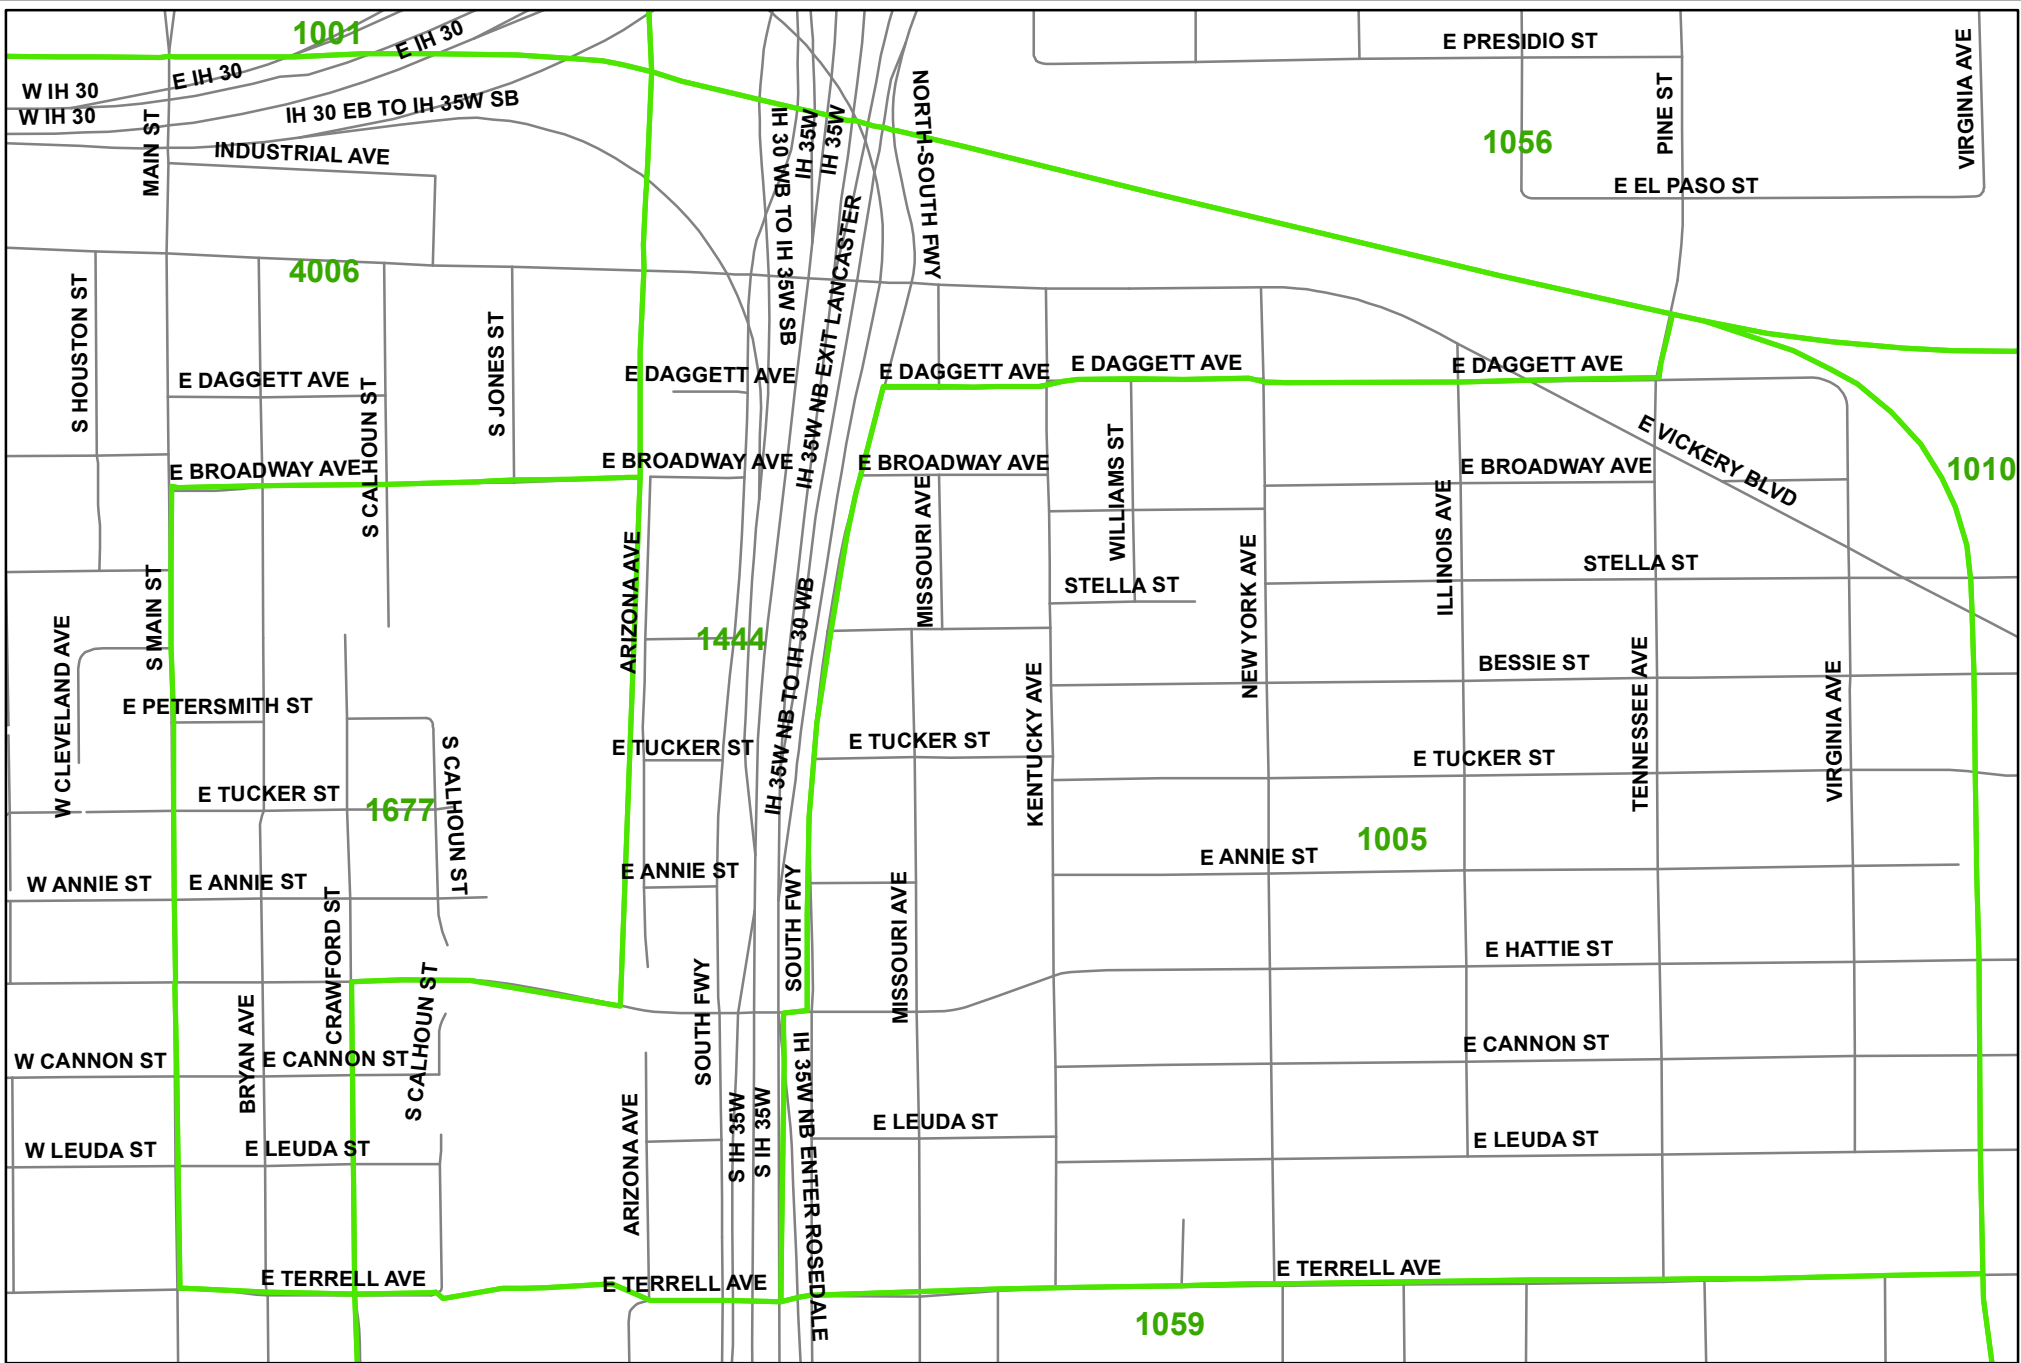 1001
E IH 30
E IH 30
W IH 30
W IH 30
IH 30 EB TO IH 35W SB
INDUSTRIAL AVE
MAIN ST
IH 30 WB TO IH 35W SB
IH 35W
IH 35W
NORTH-SOUTH FWY
E PRESIDIO ST
PINE ST
VIRGINIA AVE
1056
E EL PASO ST
4006
S HOUSTON ST
S JONES ST
IH 35W NB EXIT LANCASTER
E DAGGETT AVE
S CALHOUN ST
E DAGGETT AVE
E DAGGETT AVE
E DAGGETT AVE
E DAGGETT AVE
E VICKERY BLVD
1010
E BROADWAY AVE
E BROADWAY AVE
E BROADWAY AVE
E BROADWAY AVE
MISSOURI AVE
WILLIAMS ST
ILLINOIS AVE
NEW YORK AVE
STELLA ST
STELLA ST
S MAIN ST
ARIZONA AVE
1444
IH 35W NB TO IH 30 WB
W CLEVELAND AVE
E PETERSMITH ST
S CALHOUN ST
BESSIE ST
TENNESSEE AVE
VIRGINIA AVE
KENTUCKY AVE
E TUCKER ST
E TUCKER ST
E TUCKER ST
E TUCKER ST
1677
1005
E ANNIE ST
W ANNIE ST
E ANNIE ST
E ANNIE ST
CRAWFORD ST
SOUTH FWY
MISSOURI AVE
E HATTIE ST
S CALHOUN ST
SOUTH FWY
BRYAN AVE
W CANNON ST
E CANNON ST
E CANNON ST
IH 35W NB ENTER ROSEDALE
S IH 35W
S IH 35W
ARIZONA AVE
E LEUDA ST
W LEUDA ST
E LEUDA ST
E LEUDA ST
E TERRELL AVE
E TERRELL AVE
E TERRELL AVE
1059